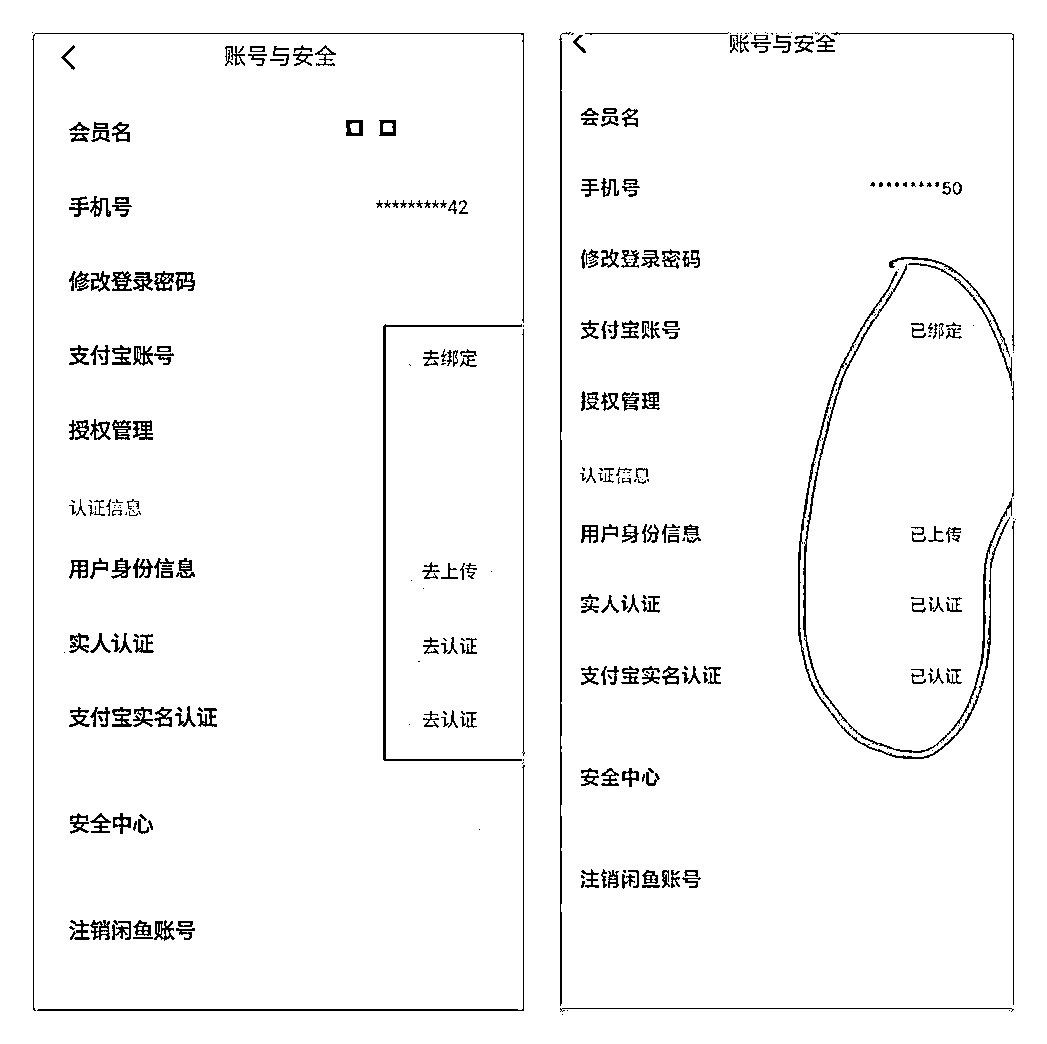 账号与安全
会员名
手机号 *********42
修改登录密码
支付宝账号 去绑定
授权管理
认证信息
用户身份信息 去上传
实人认证 去认证
支付宝实名认证 去认证
安全中心
注销闲鱼账号
账号与安全
会员名
手机号 *********50
修改登录密码
支付宝账号 已绑定
授权管理
认证信息
用户身份信息 已上传
实人认证 已认证
支付宝实名认证 已认证
安全中心
注销闲鱼账号